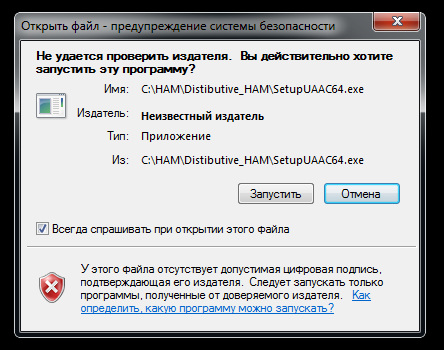 Открыть файл - предупреждение системы безопасности
Не удается проверить издателя. Вы действительно хотите
запустить эту программу?
Имя: C:\HAM\Distibutive_HAM\SetupUAAC64.exe
Издатель: Неизвестный издатель
Тип: Приложение
Из: C:\HAM\Distibutive_HAM\SetupUAAC64.exe
Запустить Отмена
Всегда спрашивать при открытии этого файла
У этого файла отсутствует допустимая цифровая подпись,
подтверждающая его издателя. Следует запускать только
программы, полученные от доверяемого издателя. Как
определить, какую программу можно запускать?